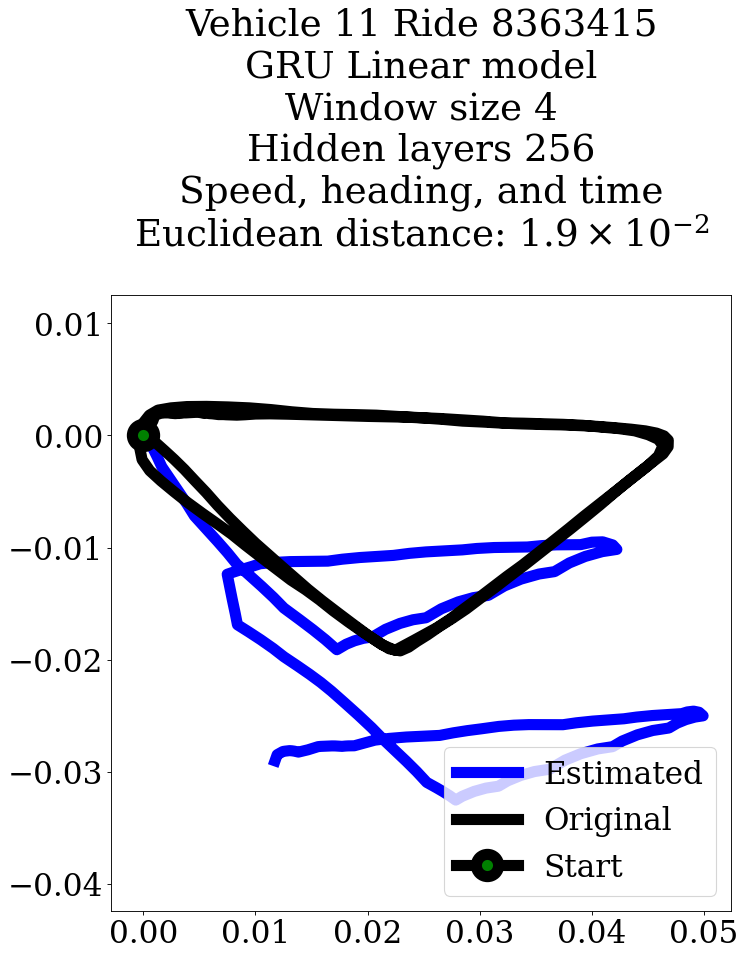 Vehicle 11 Ride 8363415
GRU Linear model
Window size 4
Hidden layers 256
Speed, heading, and time
Euclidean distance: 1.9 × 10⁻²
0.01
0.00
−0.01
−0.02
−0.03
−0.04
Estimated
Original
Start
0.00 0.01 0.02 0.03 0.04 0.05